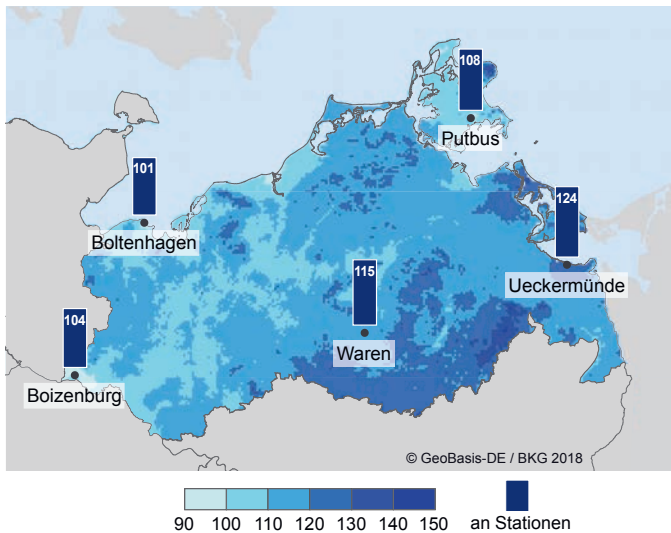 108
Putbus
101
Boltenhagen
124
Ueckermünde
115
Waren
104
Boizenburg
© GeoBasis-DE / BKG 2018
90 100 110 120 130 140 150
an Stationen